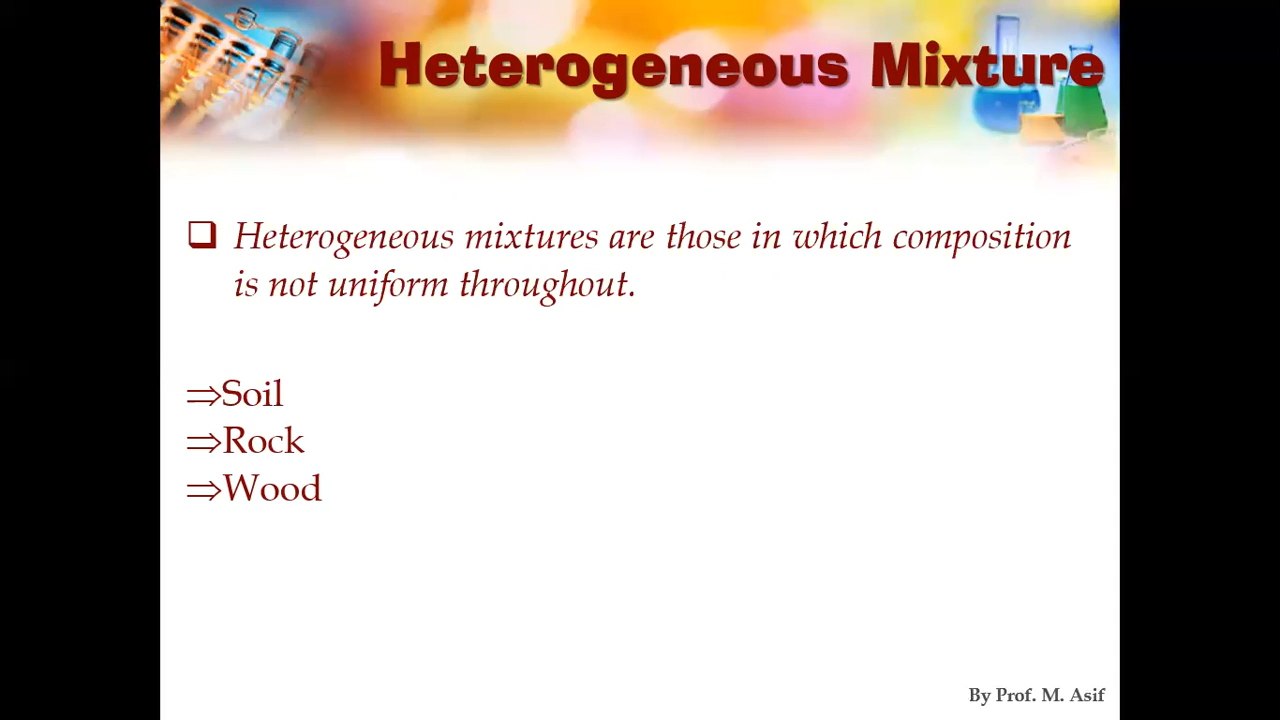 Heterogeneous Mixture
❑ Heterogeneous mixtures are those in which composition
is not uniform throughout.
⇒Soil
⇒Rock
⇒Wood
By Prof. M. Asif